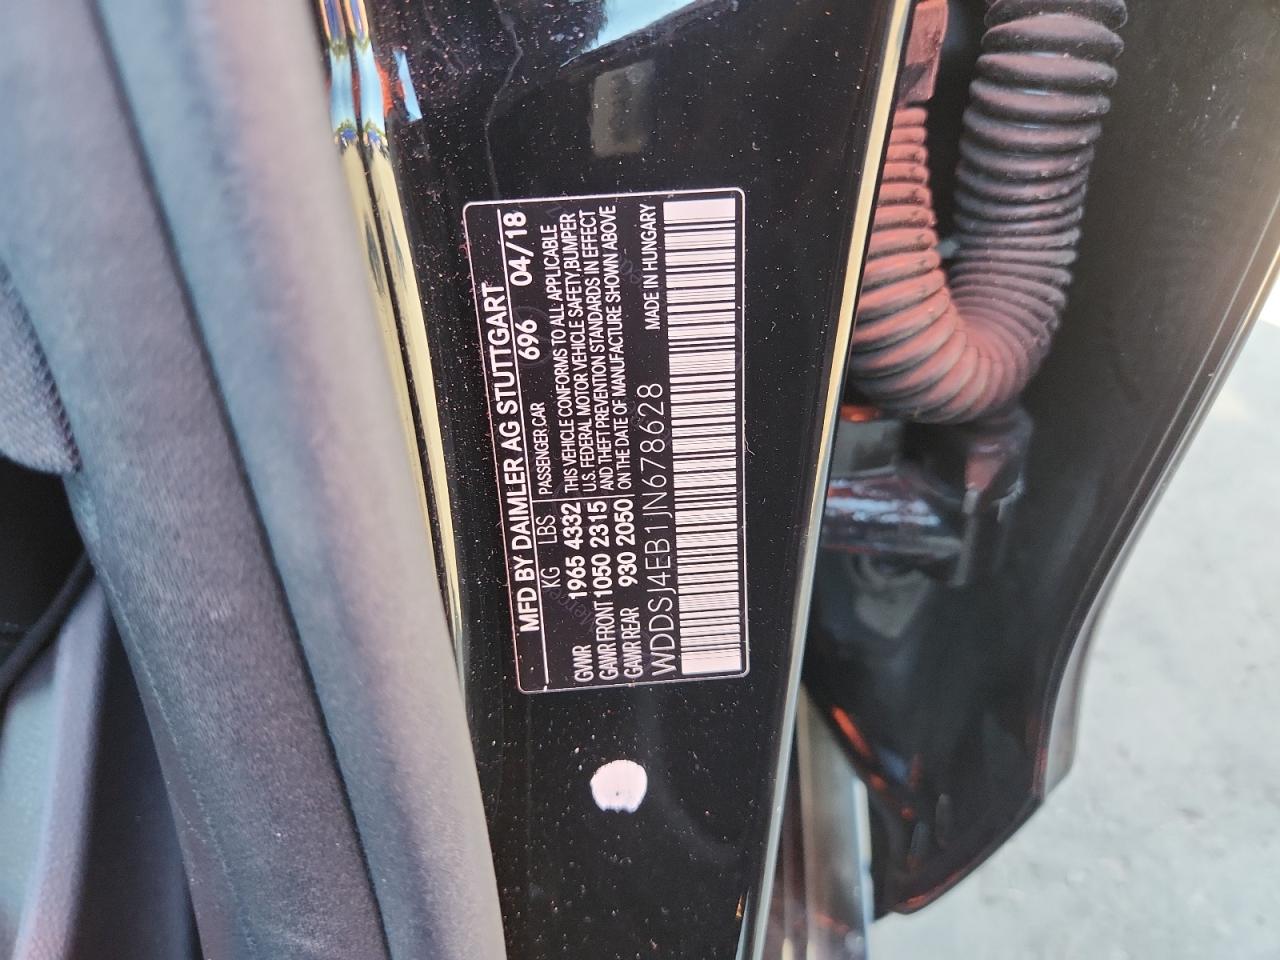 MFD BY DAIMLER AG STUTTGART
KG LBS 696 04/18
PASSENGER CAR
GVWR 1965 4332 THIS VEHICLE CONFORMS TO ALL APPLICABLE
GAWR FRONT 1050 2315 U.S. FEDERAL MOTOR VEHICLE SAFETY, BUMPER
GAWR REAR 930 2050 AND THEFT PREVENTION STANDARDS IN EFFECT
ON THE DATE OF MANUFACTURE SHOWN ABOVE
WDDSJ4EB1JN678628 MADE IN HUNGARY